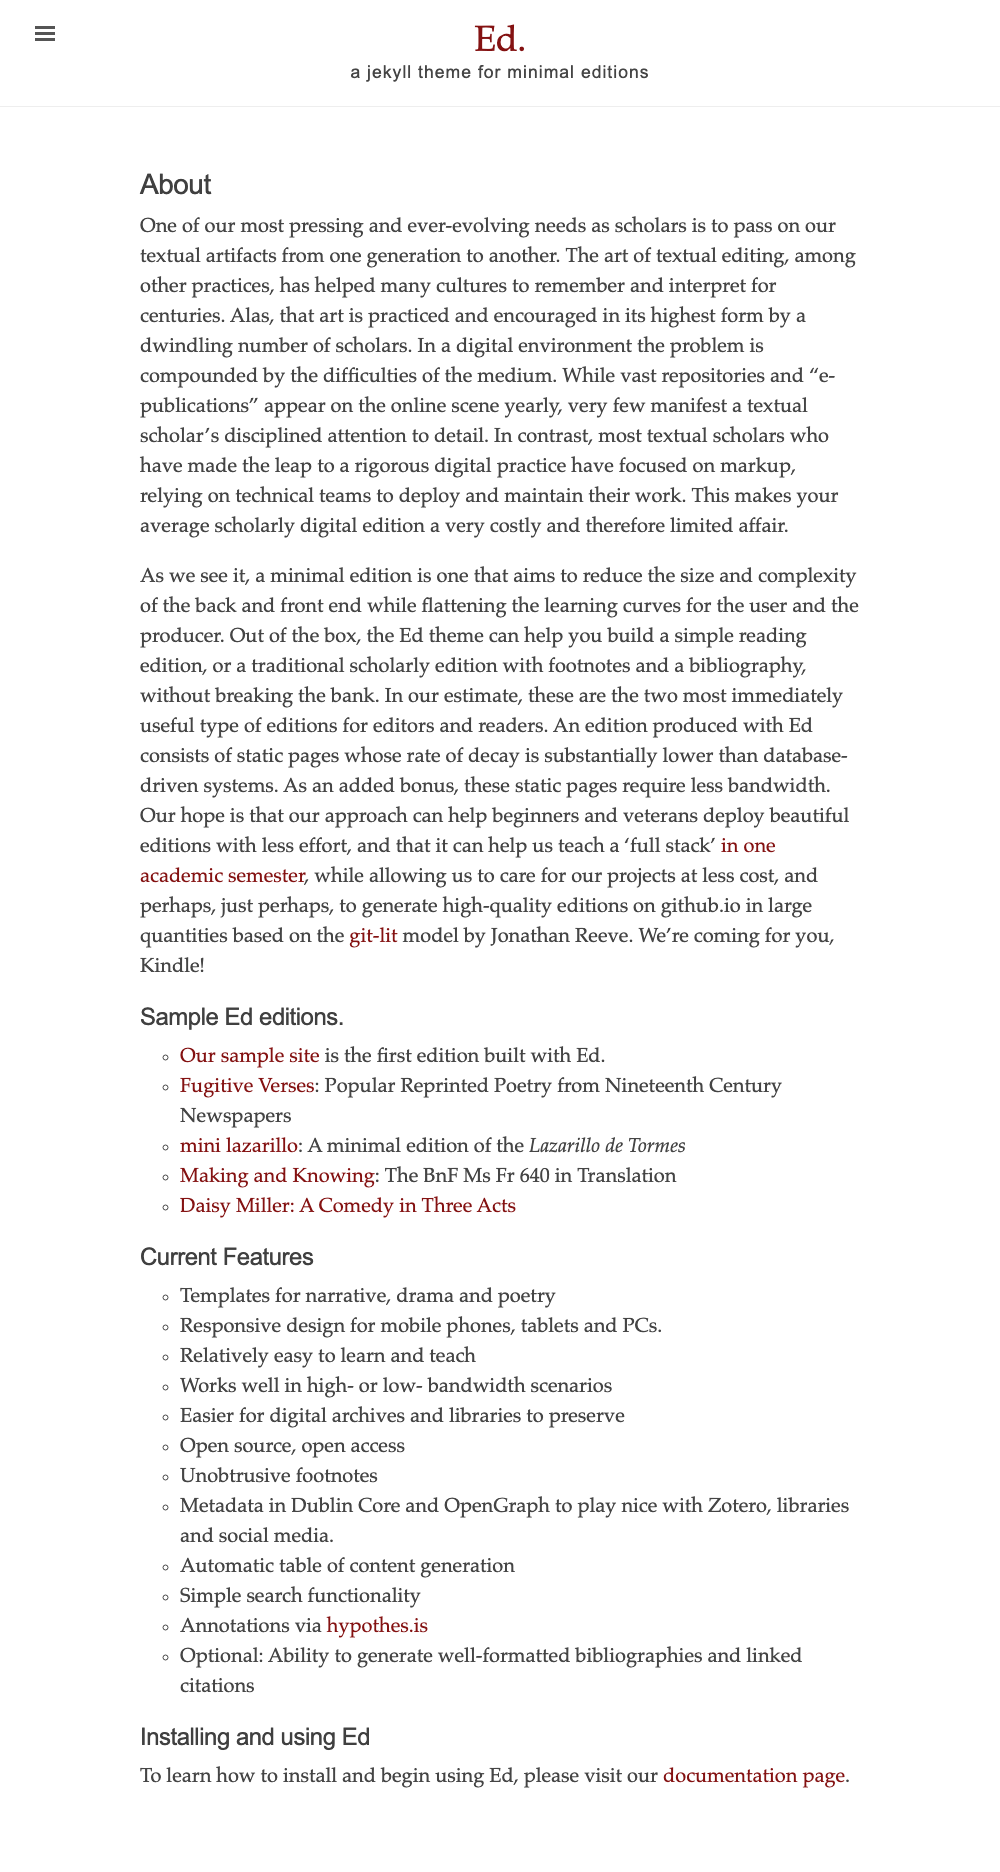 Ed.
a jekyll theme for minimal editions
About
One of our most pressing and ever-evolving needs as scholars is to pass on our
textual artifacts from one generation to another. The art of textual editing, among
other practices, has helped many cultures to remember and interpret for
centuries. Alas, that art is practiced and encouraged in its highest form by a
dwindling number of scholars. In a digital environment the problem is
compounded by the difficulties of the medium. While vast repositories and “e-
publications” appear on the online scene yearly, very few manifest a textual
scholar’s disciplined attention to detail. In contrast, most textual scholars who
have made the leap to a rigorous digital practice have focused on markup,
relying on technical teams to deploy and maintain their work. This makes your
average scholarly digital edition a very costly and therefore limited affair.
As we see it, a minimal edition is one that aims to reduce the size and complexity
of the back and front end while flattening the learning curves for the user and the
producer. Out of the box, the Ed theme can help you build a simple reading
edition, or a traditional scholarly edition with footnotes and a bibliography,
without breaking the bank. In our estimate, these are the two most immediately
useful type of editions for editors and readers. An edition produced with Ed
consists of static pages whose rate of decay is substantially lower than database-
driven systems. As an added bonus, these static pages require less bandwidth.
Our hope is that our approach can help beginners and veterans deploy beautiful
editions with less effort, and that it can help us teach a ‘full stack’ in one
academic semester, while allowing us to care for our projects at less cost, and
perhaps, just perhaps, to generate high-quality editions on github.io in large
quantities based on the git-lit model by Jonathan Reeve. We’re coming for you,
Kindle!
Sample Ed editions.
Our sample site is the first edition built with Ed.
Fugitive Verses: Popular Reprinted Poetry from Nineteenth Century
Newspapers
mini lazarillo: A minimal edition of the Lazarillo de Tormes
Making and Knowing: The BnF Ms Fr 640 in Translation
Daisy Miller: A Comedy in Three Acts
Current Features
Templates for narrative, drama and poetry
Responsive design for mobile phones, tablets and PCs.
Relatively easy to learn and teach
Works well in high- or low- bandwidth scenarios
Easier for digital archives and libraries to preserve
Open source, open access
Unobtrusive footnotes
Metadata in Dublin Core and OpenGraph to play nice with Zotero, libraries
and social media.
Automatic table of content generation
Simple search functionality
Annotations via hypothes.is
Optional: Ability to generate well-formatted bibliographies and linked
citations
Installing and using Ed
To learn how to install and begin using Ed, please visit our documentation page.